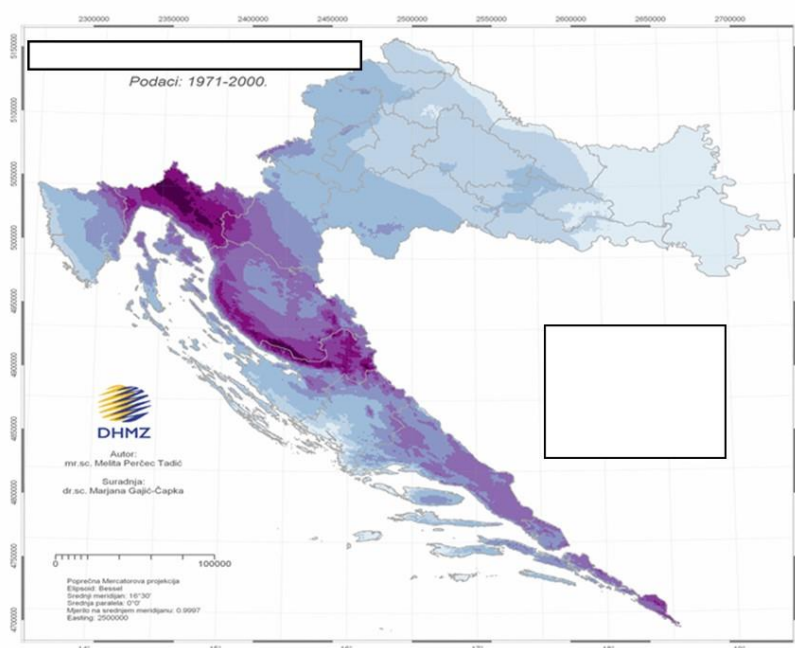 2300000 2350000 2400000 2450000 2500000 2550000 2600000 2650000 2700000
Podaci: 1971-2000.
DHMZ
Autor:
mr.sc. Melita Perčec Tadić
Suradnja:
dr.sc. Marjana Gajić-Čapka
0 100000
Poprečna Mercatorova projekcija
Elipsoid: Bessel
Srednji meridijan: 16°30'
Srednja paralela: 0°0'
Mjerilo na srednjem meridijanu: 0.9997
Easting: 2500000